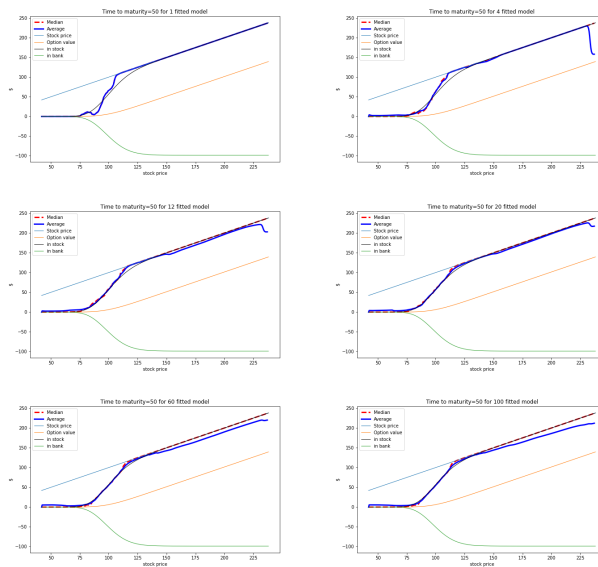 Time to maturity=50 for 1 fitted model
Median
Average
Stock price
Option value
in stock
in bank
250
200
150
100
50
0
−50
−100
$
50 75 100 125 150 175 200 225
stock price
Time to maturity=50 for 4 fitted model
Median
Average
Stock price
Option value
in stock
in bank
250
200
150
100
50
0
−50
−100
$
50 75 100 125 150 175 200 225
stock price
Time to maturity=50 for 12 fitted model
Median
Average
Stock price
Option value
in stock
in bank
250
200
150
100
50
0
−50
−100
$
50 75 100 125 150 175 200 225
stock price
Time to maturity=50 for 20 fitted model
Median
Average
Stock price
Option value
in stock
in bank
250
200
150
100
50
0
−50
−100
$
50 75 100 125 150 175 200 225
stock price
Time to maturity=50 for 60 fitted model
Median
Average
Stock price
Option value
in stock
in bank
250
200
150
100
50
0
−50
−100
$
50 75 100 125 150 175 200 225
stock price
Time to maturity=50 for 100 fitted model
Median
Average
Stock price
Option value
in stock
in bank
250
200
150
100
50
0
−50
−100
$
50 75 100 125 150 175 200 225
stock price